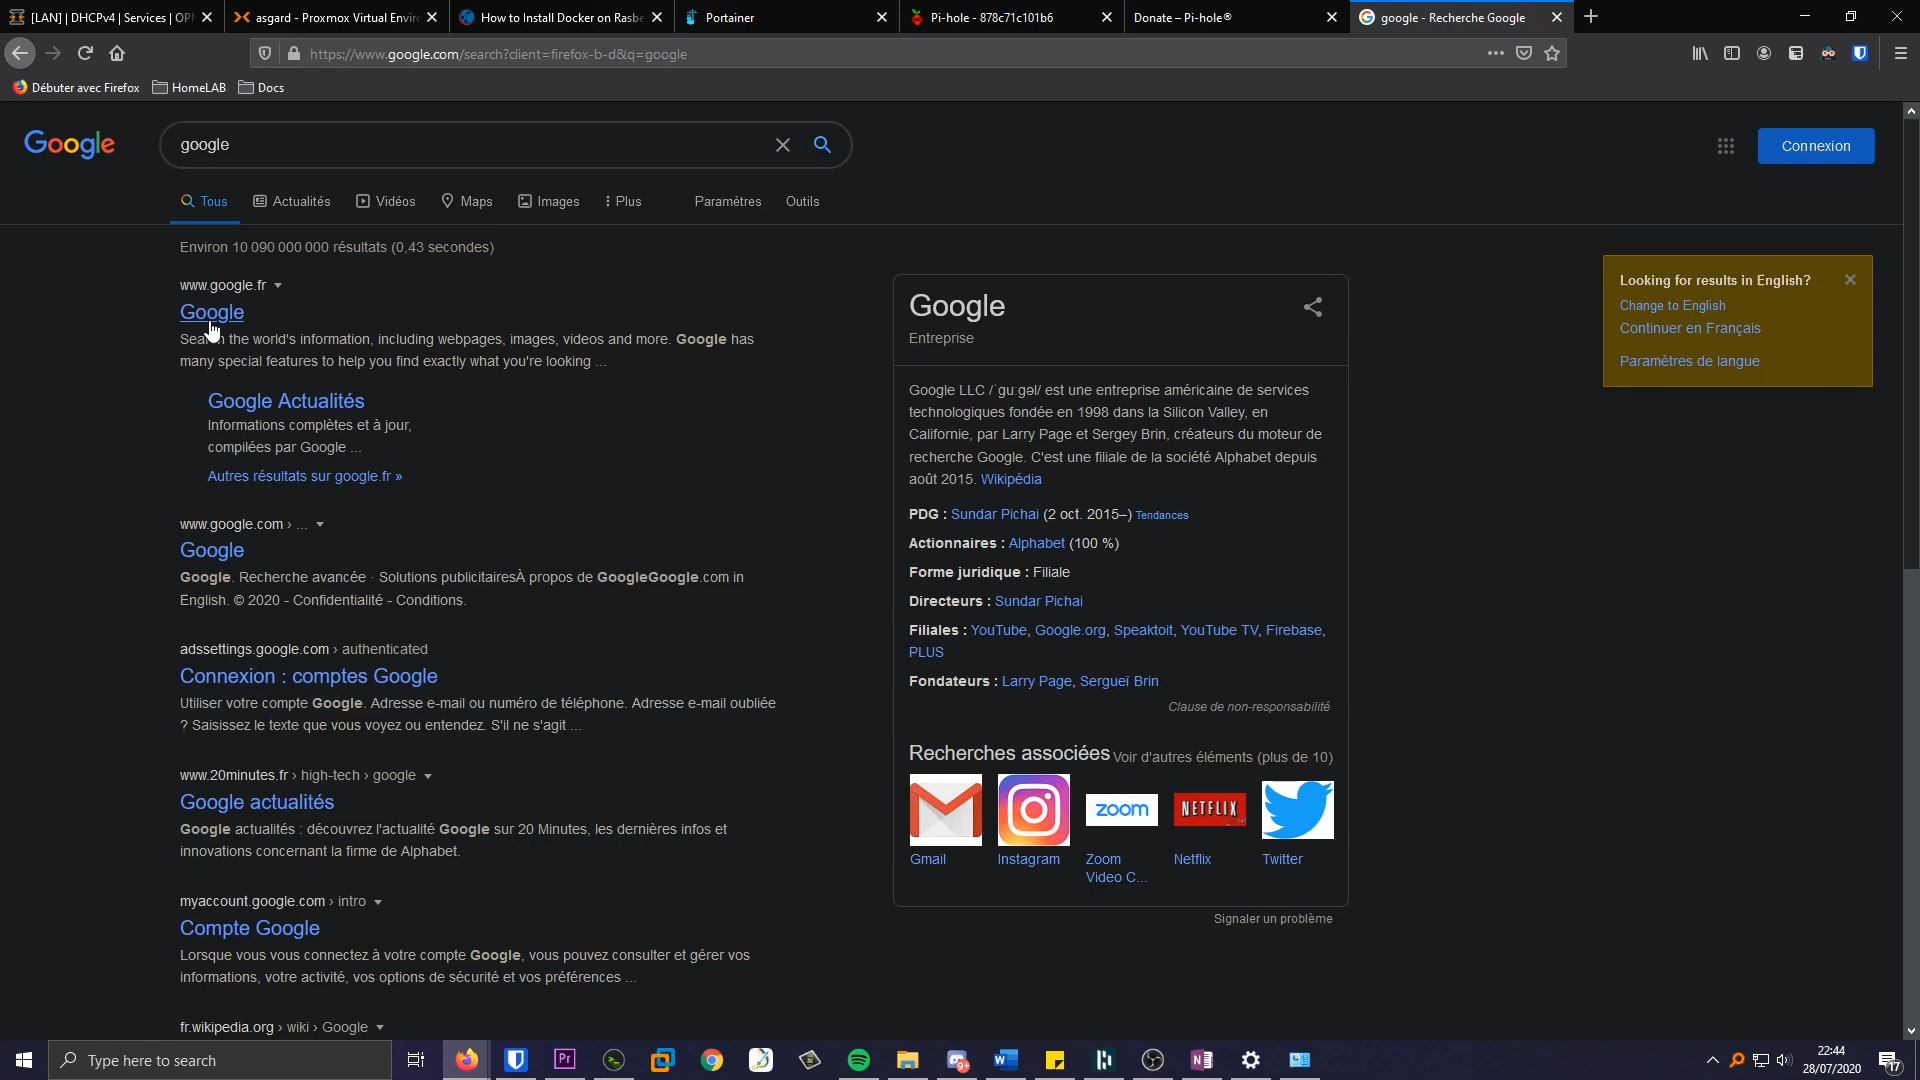 [LAN] | DHCPv4 | Services | OPN
asgard - Proxmox Virtual Enviro
How to Install Docker on Raspbe
Portainer
Pi-hole - 878c71c101b6
Donate – Pi-hole®
google - Recherche Google
https://www.google.com/search?client=firefox-b-d&q=google
Débuter avec Firefox
HomeLAB
Docs
Google
google
Connexion
Tous
Actualités
Vidéos
Maps
Images
Plus
Paramètres
Outils
Environ 10 090 000 000 résultats (0,43 secondes)
www.google.fr
Google
Search the world's information, including webpages, images, videos and more. Google has
many special features to help you find exactly what you're looking ...
Google Actualités
Informations complètes et à jour,
compilées par Google ...
Autres résultats sur google.fr »
www.google.com › ...
Google
Google. Recherche avancée · Solutions publicitairesÀ propos de GoogleGoogle.com in
English. © 2020 - Confidentialité - Conditions.
adssettings.google.com › authenticated
Connexion : comptes Google
Utiliser votre compte Google. Adresse e-mail ou numéro de téléphone. Adresse e-mail oubliée
? Saisissez le texte que vous voyez ou entendez. S'il ne s'agit ...
www.20minutes.fr › high-tech › google
Google actualités
Google actualités : découvrez l'actualité Google sur 20 Minutes, les dernières infos et
innovations concernant la firme de Alphabet.
myaccount.google.com › intro
Compte Google
Lorsque vous vous connectez à votre compte Google, vous pouvez consulter et gérer vos
informations, votre activité, vos options de sécurité et vos préférences ...
fr.wikipedia.org › wiki › Google
Google
Entreprise
Google LLC /ˈguːgəl/ est une entreprise américaine de services
technologiques fondée en 1998 dans la Silicon Valley, en
Californie, par Larry Page et Sergey Brin, créateurs du moteur de
recherche Google. C'est une filiale de la société Alphabet depuis
août 2015. Wikipédia
PDG : Sundar Pichai (2 oct. 2015–) Tendances
Actionnaires : Alphabet (100 %)
Forme juridique : Filiale
Directeurs : Sundar Pichai
Filiales : YouTube, Google.org, Speaktoit, YouTube TV, Firebase,
PLUS
Fondateurs : Larry Page, Sergueï Brin
Clause de non-responsabilité
Recherches associées Voir d'autres éléments (plus de 10)
zoom
NETFLIX
Gmail
Instagram
Zoom
Video C...
Netflix
Twitter
Signaler un problème
Looking for results in English?
Change to English
Continuer en Français
Paramètres de langue
Type here to search
Pr
9+
22:44
28/07/2020
17